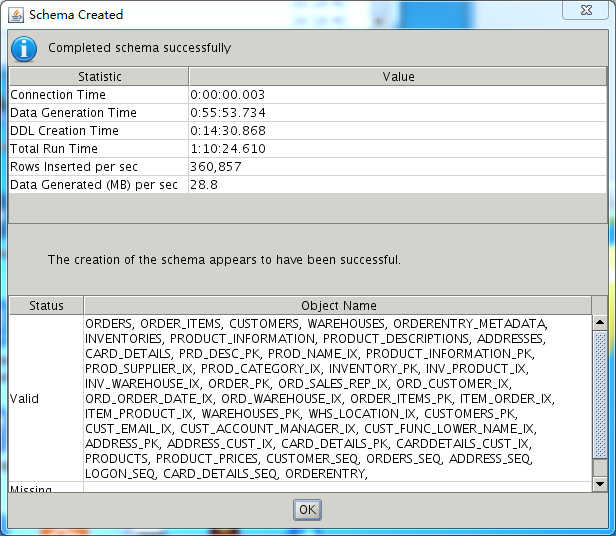 Schema Created
Completed schema successfully
Statistic Value
Connection Time 0:00:00.003
Data Generation Time 0:55:53.734
DDL Creation Time 0:14:30.868
Total Run Time 1:10:24.610
Rows Inserted per sec 360,857
Data Generated (MB) per sec 28.8
The creation of the schema appears to have been successful.
Status Object Name
ORDERS, ORDER_ITEMS, CUSTOMERS, WAREHOUSES, ORDERENTRY_METADATA,
INVENTORIES, PRODUCT_INFORMATION, PRODUCT_DESCRIPTIONS, ADDRESSES,
CARD_DETAILS, PRD_DESC_PK, PROD_NAME_IX, PRODUCT_INFORMATION_PK,
PROD_SUPPLIER_IX, PROD_CATEGORY_IX, INVENTORY_PK, INV_PRODUCT_IX,
INV_WAREHOUSE_IX, ORDER_PK, ORD_SALES_REP_IX, ORD_CUSTOMER_IX,
Valid ORD_ORDER_DATE_IX, ORD_WAREHOUSE_IX, ORDER_ITEMS_PK, ITEM_ORDER_IX,
ITEM_PRODUCT_IX, WAREHOUSES_PK, WHS_LOCATION_IX, CUSTOMERS_PK,
CUST_EMAIL_IX, CUST_ACCOUNT_MANAGER_IX, CUST_FUNC_LOWER_NAME_IX,
ADDRESS_PK, ADDRESS_CUST_IX, CARD_DETAILS_PK, CARDDETAILS_CUST_IX,
PRODUCTS, PRODUCT_PRICES, CUSTOMER_SEQ, ORDERS_SEQ, ADDRESS_SEQ,
LOGON_SEQ, CARD_DETAILS_SEQ, ORDERENTRY,
Missing
OK